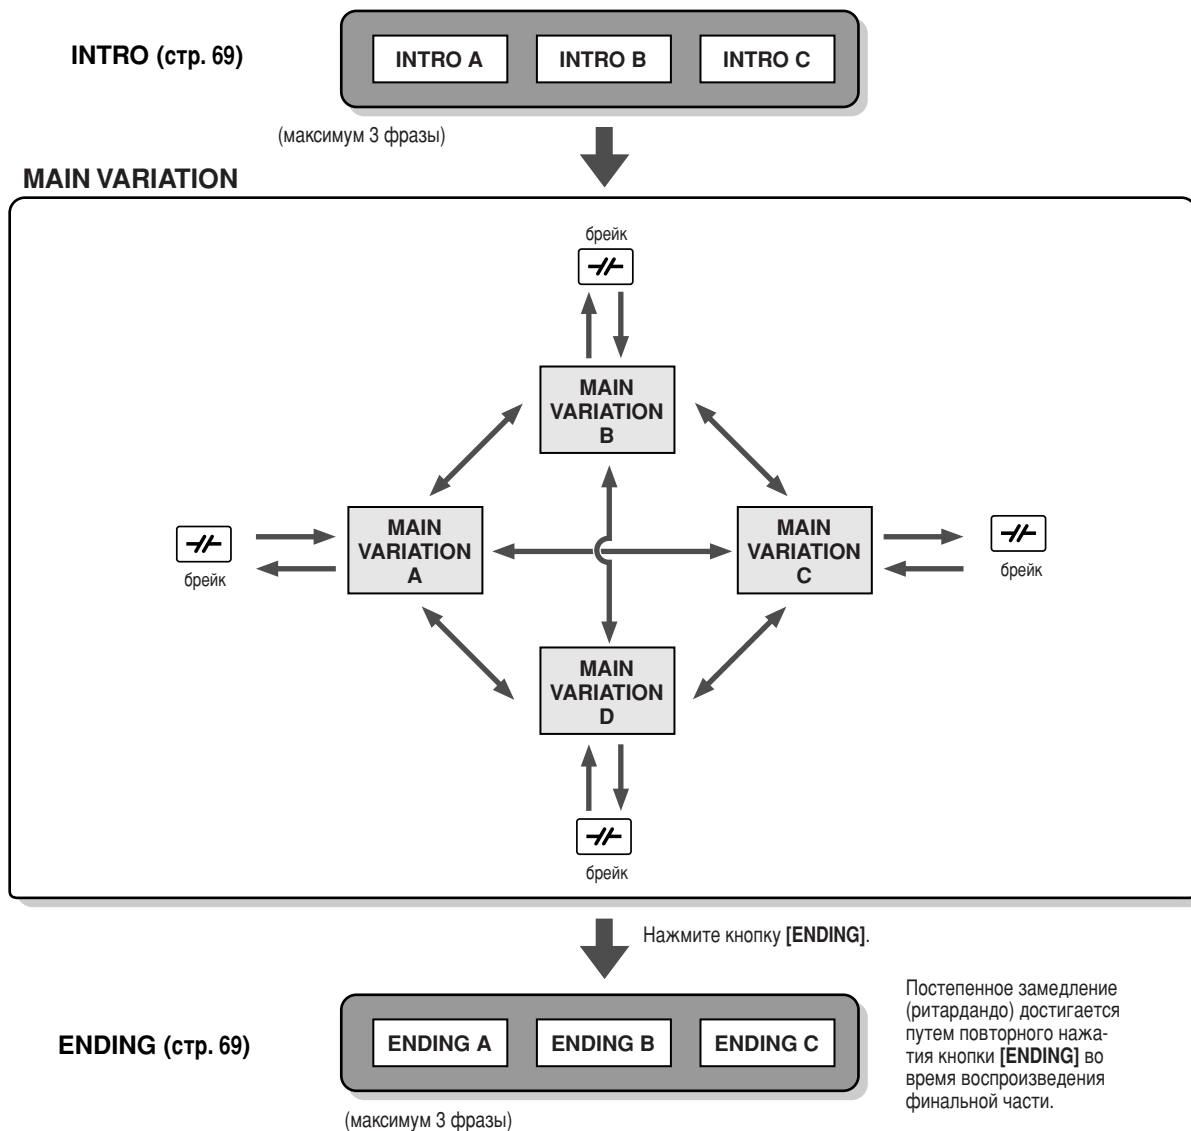 INTRO (стр. 69)
INTRO A
INTRO B
INTRO C
(максимум 3 фразы)
MAIN VARIATION
брейк
MAIN
VARIATION
B
MAIN
VARIATION
A
MAIN
VARIATION
C
брейк
брейк
MAIN
VARIATION
D
брейк
Нажмите кнопку [ENDING].
ENDING (стр. 69)
ENDING A
ENDING B
ENDING C
(максимум 3 фразы)
Постепенное замедление
(ритардандо) достигается
путем повторного нажа-
тия кнопки [ENDING] во
время воспроизведения
финальной части.